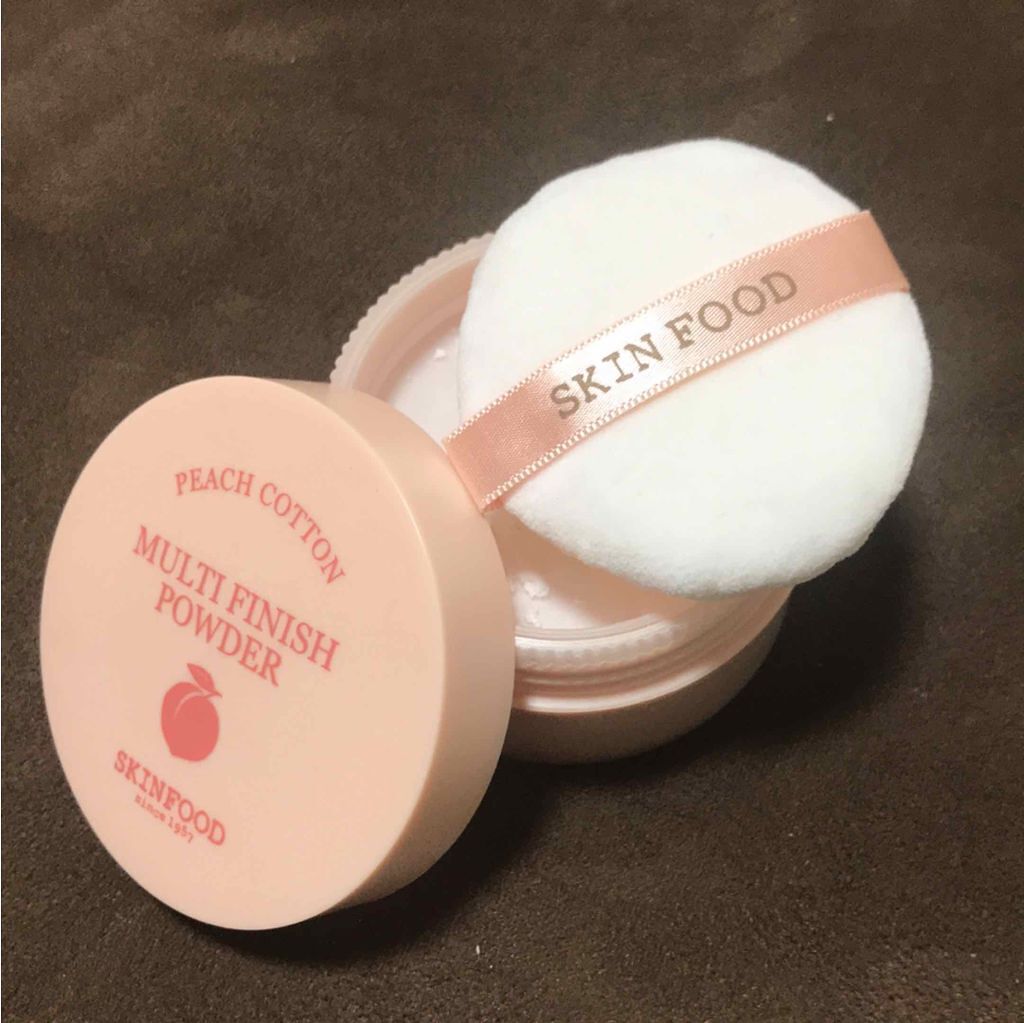 PEACH COTTON
MULTI FINISH
POWDER
SKINFOOD
since 1957
SKIN FOOD